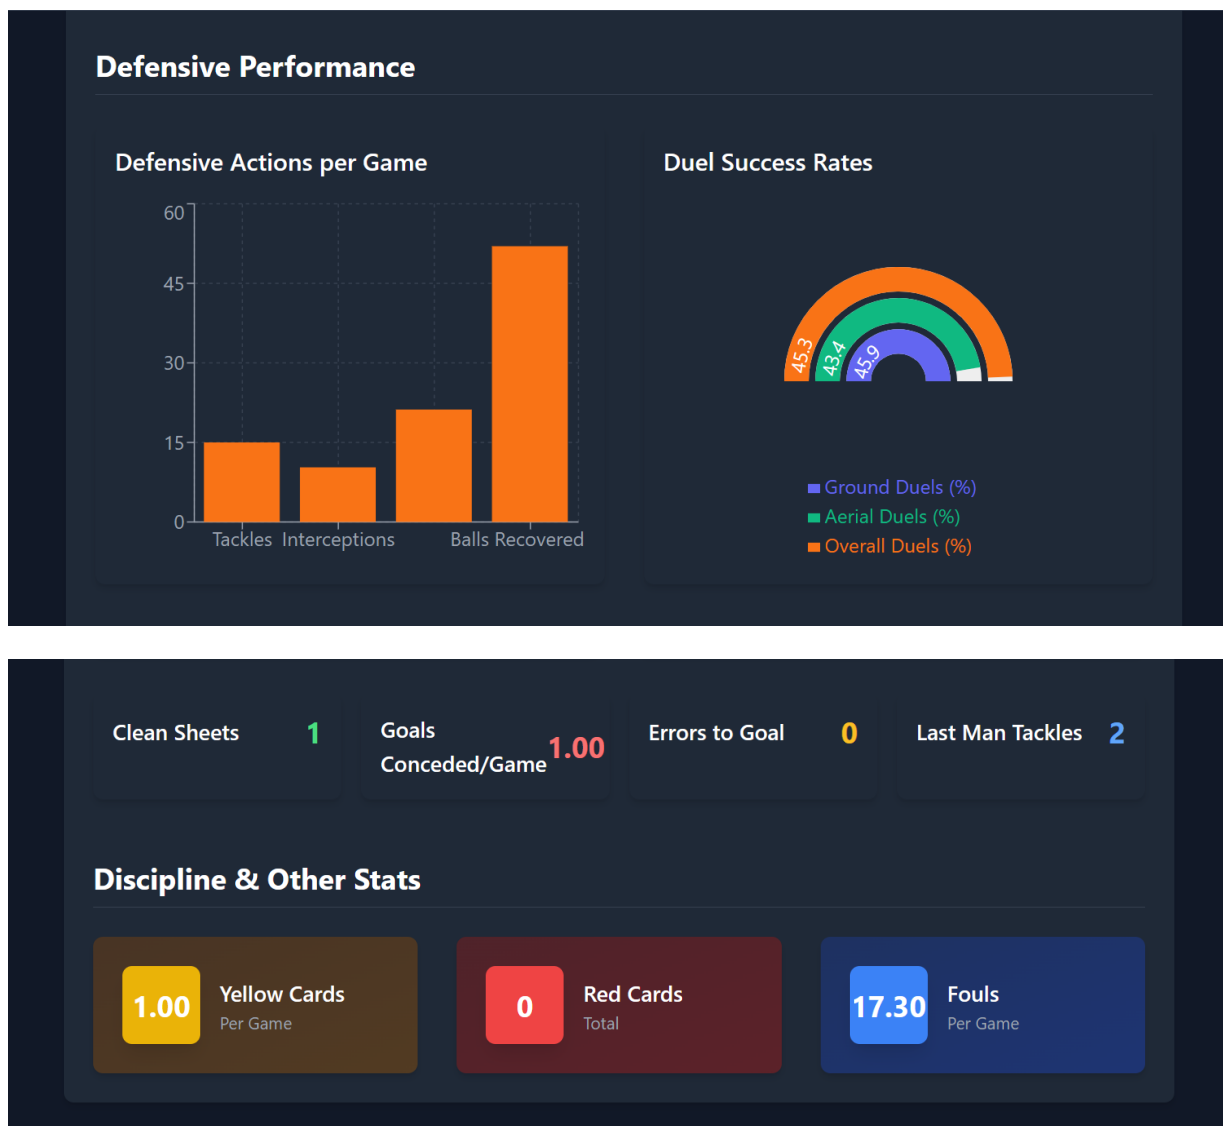 Defensive Performance
Defensive Actions per Game
60
45
30
15
0
Tackles
Interceptions
Balls Recovered
Duel Success Rates
45.3
43.4
45.9
Ground Duels (%)
Aerial Duels (%)
Overall Duels (%)
Clean Sheets
1
Goals
Conceded/Game
1.00
Errors to Goal
0
Last Man Tackles
2
Discipline & Other Stats
1.00
Yellow Cards
Per Game
0
Red Cards
Total
17.30
Fouls
Per Game